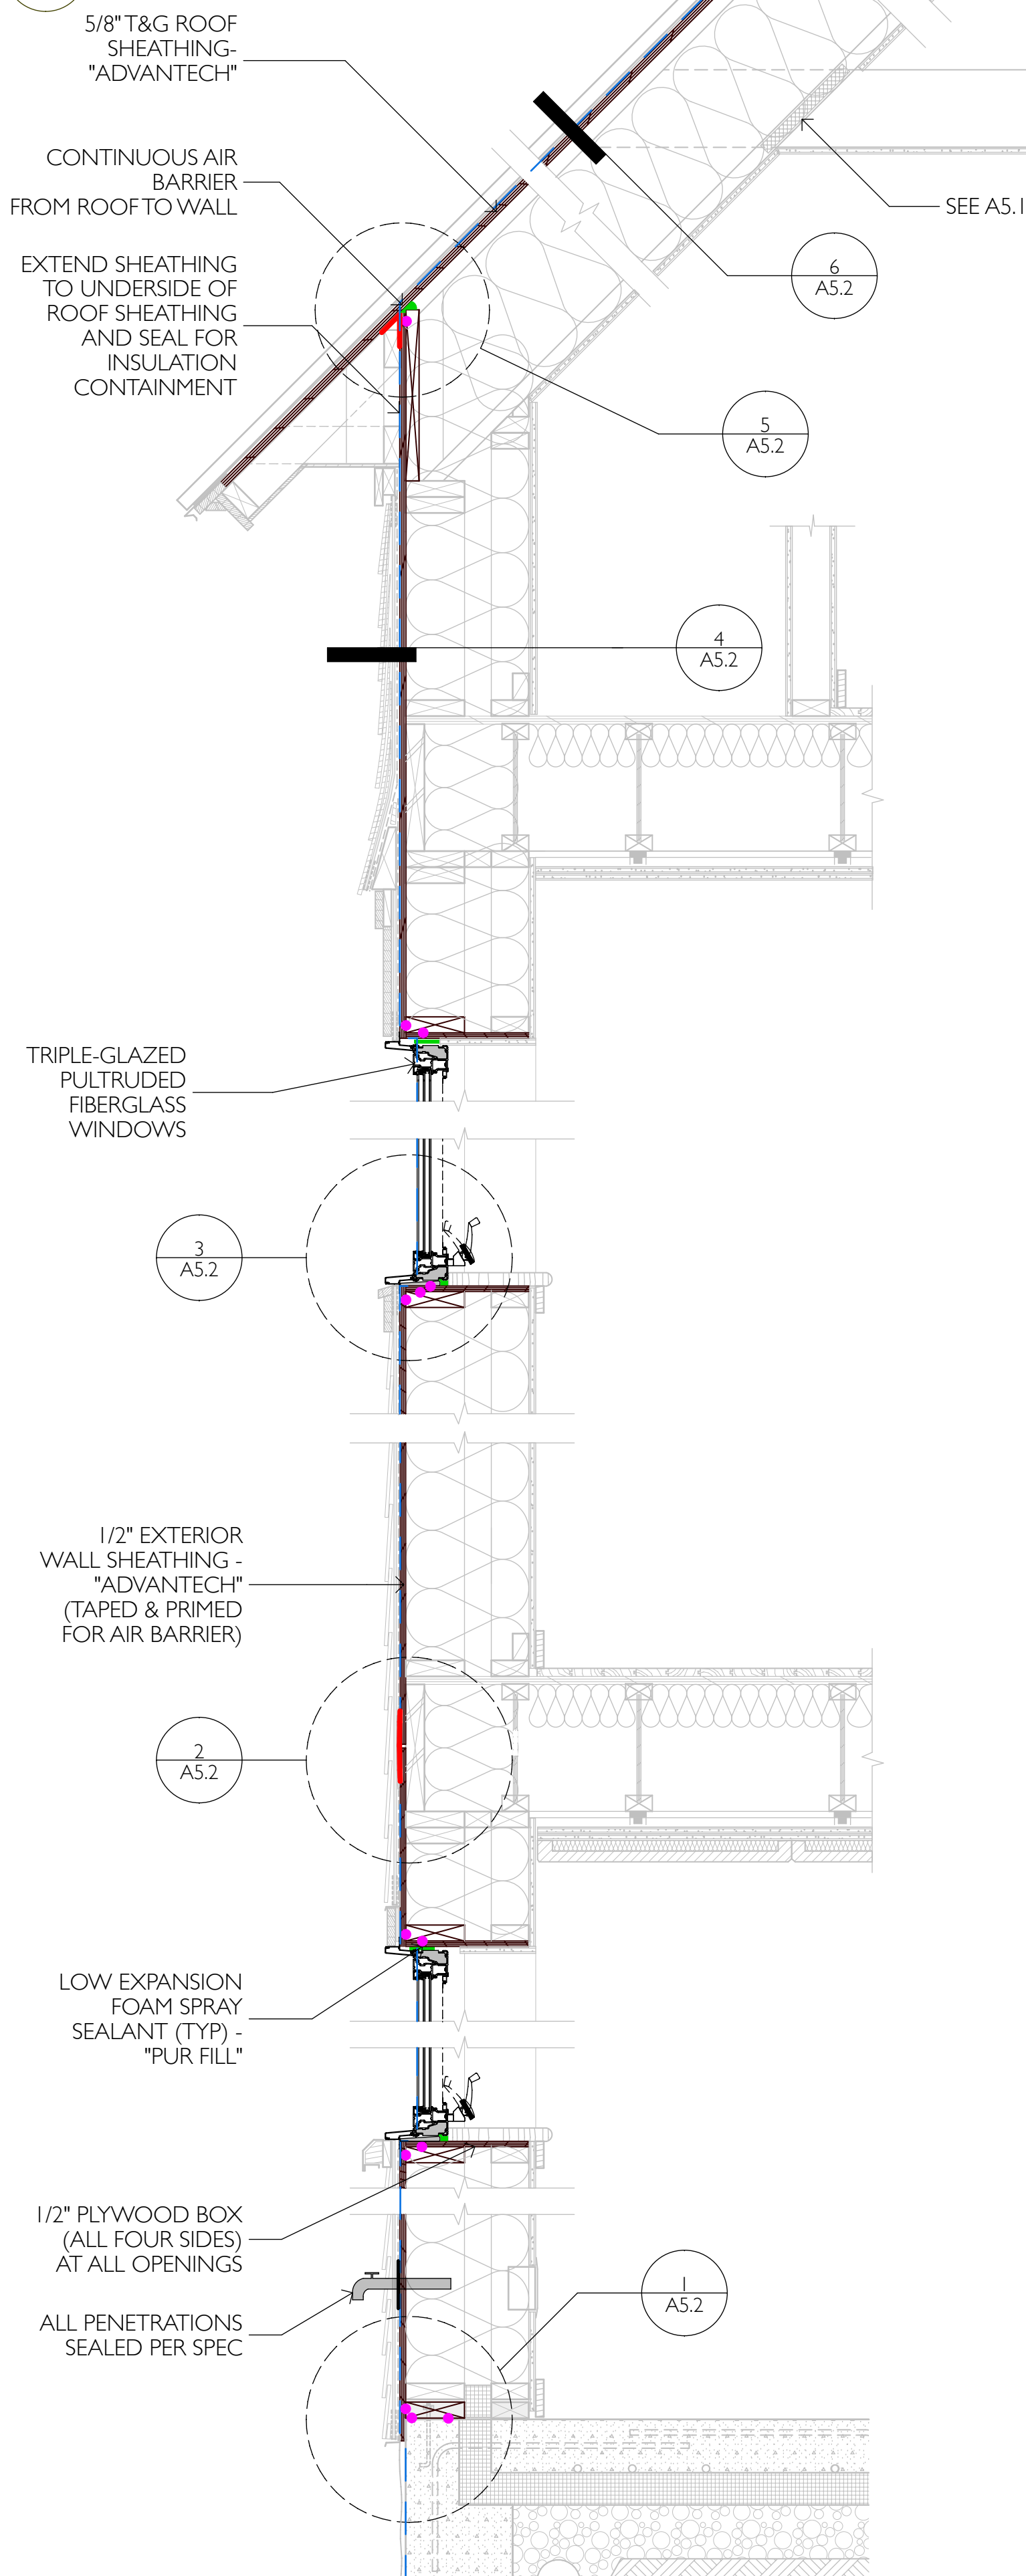 5/8" T&G ROOF
SHEATHING-
"ADVANTECH"
CONTINUOUS AIR
BARRIER
FROM ROOF TO WALL
SEE A5.1
EXTEND SHEATHING
TO UNDERSIDE OF
ROOF SHEATHING
AND SEAL FOR
INSULATION
CONTAINMENT
6
A5.2
5
A5.2
4
A5.2
TRIPLE-GLAZED
PULTRUDED
FIBERGLASS
WINDOWS
3
A5.2
1/2" EXTERIOR
WALL SHEATHING -
"ADVANTECH"
(TAPED & PRIMED
FOR AIR BARRIER)
2
A5.2
LOW EXPANSION
FOAM SPRAY
SEALANT (TYP) -
"PUR FILL"
1/2" PLYWOOD BOX
(ALL FOUR SIDES)
AT ALL OPENINGS
1
A5.2
ALL PENETRATIONS
SEALED PER SPEC